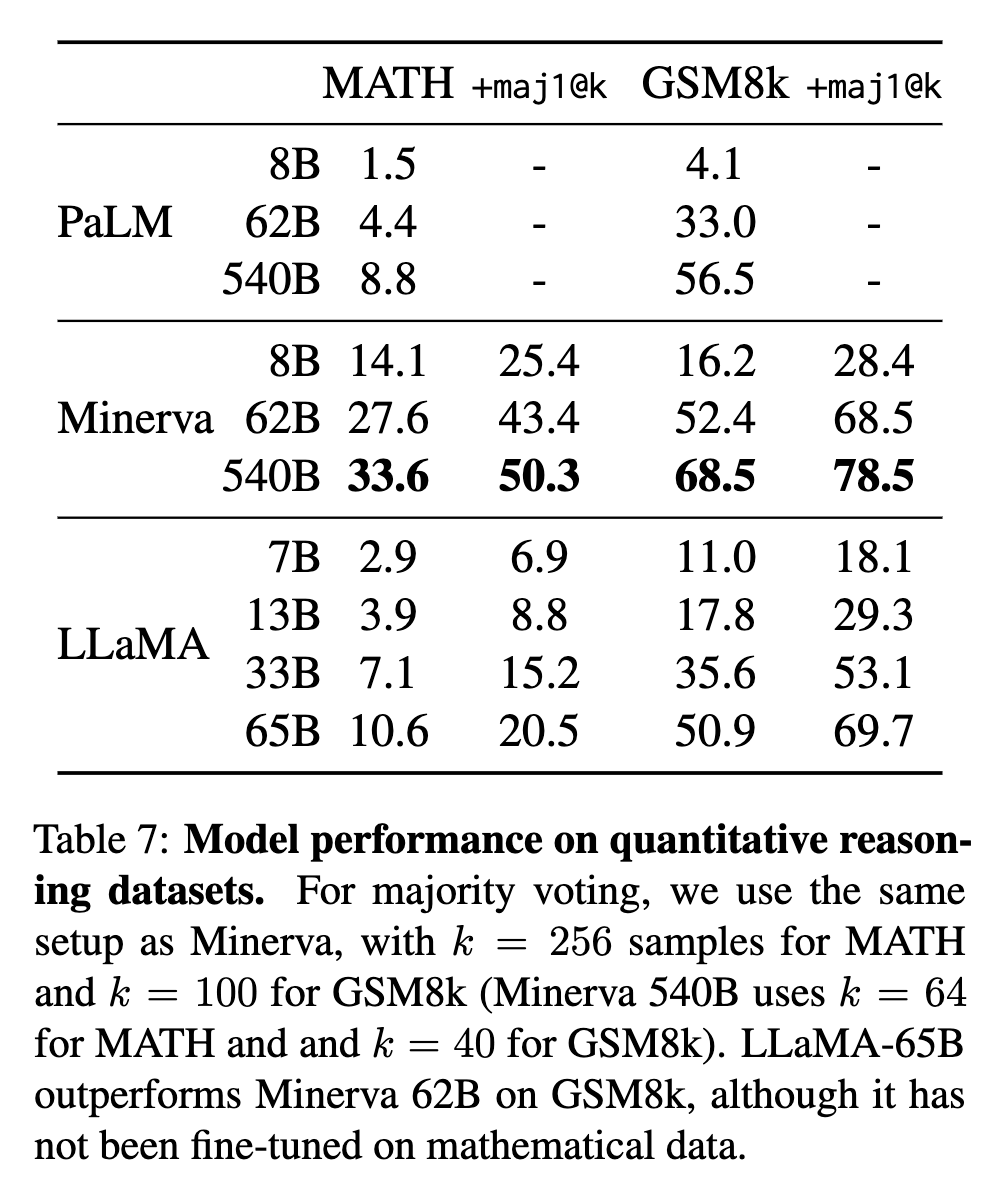 MATH +maj1@k GSM8k +maj1@k
8B 1.5 - 4.1 -
PaLM 62B 4.4 - 33.0 -
540B 8.8 - 56.5 -
8B 14.1 25.4 16.2 28.4
Minerva 62B 27.6 43.4 52.4 68.5
540B 33.6 50.3 68.5 78.5
7B 2.9 6.9 11.0 18.1
13B 3.9 8.8 17.8 29.3
LLaMA
33B 7.1 15.2 35.6 53.1
65B 10.6 20.5 50.9 69.7
Table 7: Model performance on quantitative reason-
ing datasets. For majority voting, we use the same
setup as Minerva, with k = 256 samples for MATH
and k = 100 for GSM8k (Minerva 540B uses k = 64
for MATH and and k = 40 for GSM8k). LLaMA-65B
outperforms Minerva 62B on GSM8k, although it has
not been fine-tuned on mathematical data.